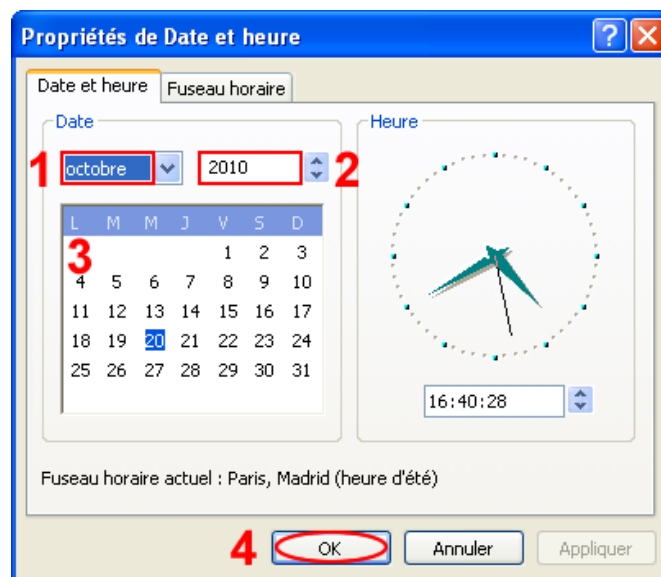 Propriétés de Date et heure
Date et heure Fuseau horaire
Date
Heure
1 octobre 2010 2
L M M J V S D
3
1 2 3
4 5 6 7 8 9 10
11 12 13 14 15 16 17
18 19 20 21 22 23 24
25 26 27 28 29 30 31
16:40:28
Fuseau horaire actuel : Paris, Madrid (heure d'été)
4 OK Annuler Appliquer